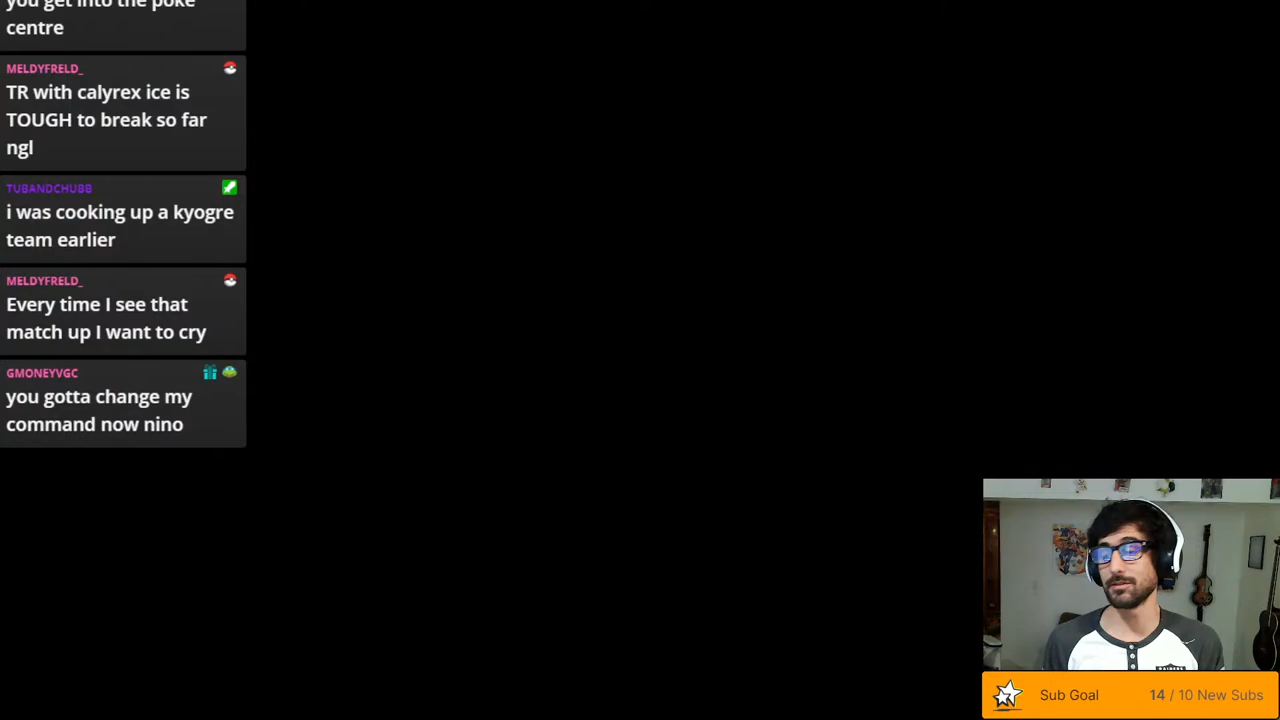 you get into the poke
centre
MELDYFRELD_
TR with calyrex ice is
TOUGH to break so far
ngl
TUBANDCHUBB
i was cooking up a kyogre
team earlier
MELDYFRELD_
Every time I see that
match up I want to cry
GMONEYVGC
you gotta change my
command now nino
Sub Goal
14 / 10 New Subs